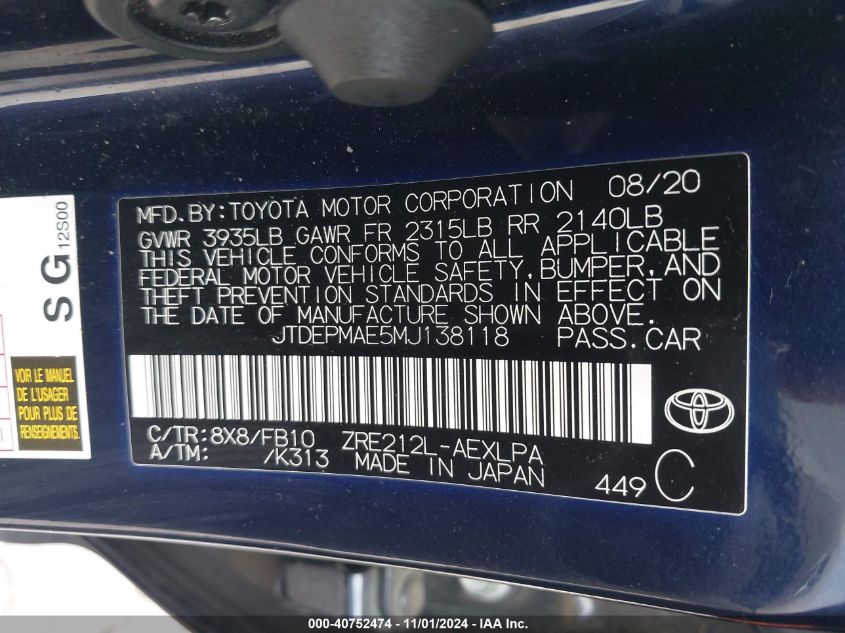 MFD.BY:TOYOTA MOTOR CORPORATION 08/20
GVWR 3935LB GAWR FR 2315LB RR 2140LB
THIS VEHICLE CONFORMS TO ALL APPLICABLE
FEDERAL MOTOR VEHICLE SAFETY,BUMPER,AND
THEFT PREVENTION STANDARDS IN EFFECT ON
THE DATE OF MANUFACTURE SHOWN ABOVE.
JTDEPMAE5MJ138118 PASS.CAR
C/TR:8X8/FB10 ZRE212L-AEXLPA
A/TM: /K313 MADE IN JAPAN
449 C
SG 12S00
VOIR LE MANUEL
DE L'USAGER
POUR PLUS DE
RENSEIGNEMENTS
000-40752474 - 11/01/2024 - IAA Inc.